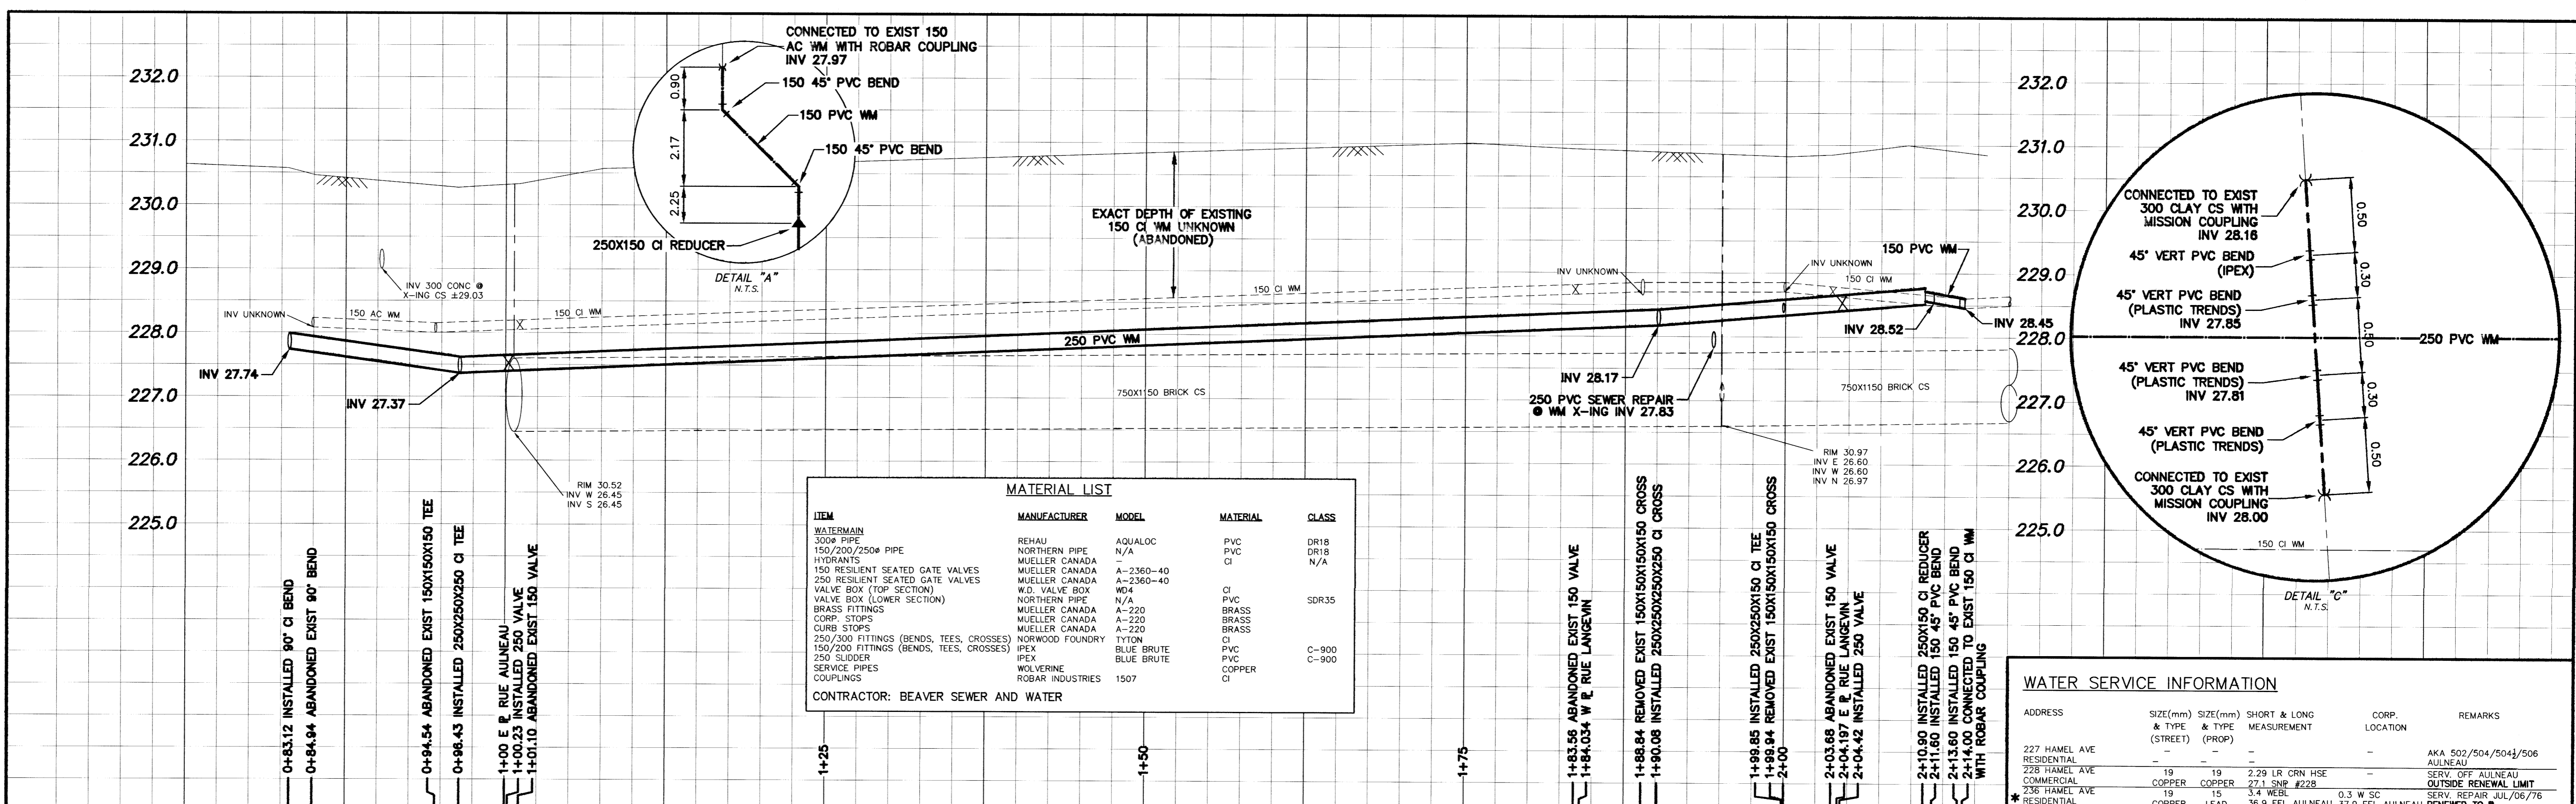 232.0
231.0
230.0
229.0
228.0
227.0
226.0
225.0
CONNECTED TO EXIST 150
AC WM WITH ROBAR COUPLING
INV 27.97
150 45° PVC BEND
150 PVC WM
150 45° PVC BEND
0.90
2.17
2.25
250X150 CI REDUCER
DETAIL "A"
N.T.S.
INV 300 CONC @
X-ING CS ±29.03
INV UNKNOWN
150 AC WM
150 CI WM
INV 27.74
INV 27.37
EXACT DEPTH OF EXISTING
150 CI WM UNKNOWN
(ABANDONED)
150 CI WM
250 PVC WM
750X1150 BRICK CS
INV UNKNOWN
INV UNKNOWN
150 CI WM
150 PVC WM
INV 28.52
INV 28.45
INV 28.17
250 PVC SEWER REPAIR
@ WM X-ING INV 27.83
750X1150 BRICK CS
RIM 30.52
INV W 26.45
INV S 26.45
RIM 30.97
INV E 26.60
INV W 26.60
INV N 26.97
232.0
231.0
230.0
229.0
228.0
227.0
226.0
225.0
CONNECTED TO EXIST
300 CLAY CS WITH
MISSION COUPLING
INV 28.16
45° VERT PVC BEND
(IPEX)
45° VERT PVC BEND
(PLASTIC TRENDS)
INV 27.85
250 PVC WM
45° VERT PVC BEND
(PLASTIC TRENDS)
INV 27.81
45° VERT PVC BEND
(PLASTIC TRENDS)
CONNECTED TO EXIST
300 CLAY CS WITH
MISSION COUPLING
INV 28.00
0.50
0.30
0.50
0.30
0.50
150 CI WM
DETAIL "C"
N.T.S.
MATERIAL LIST
ITEM MANUFACTURER MODEL MATERIAL CLASS
WATERMAIN
300ø PIPE REHAU AQUALOC PVC DR18
150/200/250ø PIPE NORTHERN PIPE N/A PVC DR18
HYDRANTS MUELLER CANADA – CI N/A
150 RESILIENT SEATED GATE VALVES MUELLER CANADA A-2360-40
250 RESILIENT SEATED GATE VALVES MUELLER CANADA A-2360-40
VALVE BOX (TOP SECTION) W.D. VALVE BOX WD4 CI
VALVE BOX (LOWER SECTION) NORTHERN PIPE N/A PVC SDR35
BRASS FITTINGS MUELLER CANADA A-220 BRASS
CORP. STOPS MUELLER CANADA A-220 BRASS
CURB STOPS MUELLER CANADA A-220 BRASS
250/300 FITTINGS (BENDS, TEES, CROSSES) NORWOOD FOUNDRY TYTON CI
150/200 FITTINGS (BENDS, TEES, CROSSES) IPEX BLUE BRUTE PVC C-900
250 SLIDDER IPEX BLUE BRUTE PVC C-900
SERVICE PIPES WOLVERINE COPPER
COUPLINGS ROBAR INDUSTRIES 1507 CI
CONTRACTOR: BEAVER SEWER AND WATER
0+83.12 INSTALLED 90° CI BEND
0+84.94 ABANDONED EXIST 90° BEND
0+94.54 ABANDONED EXIST 150X150X150 TEE
0+96.43 INSTALLED 250X250X250 CI TEE
1+00 E PL RUE AULNEAU
1+00.23 INSTALLED 250 VALVE
1+01.10 ABANDONED EXIST 150 VALVE
1+25
1+50
1+75
1+83.56 ABANDONED EXIST 150 VALVE
1+84.034 W PL RUE LANGEVIN
1+88.84 REMOVED EXIST 150X150X150X150 CROSS
1+90.08 INSTALLED 250X250X250X250 CI CROSS
1+99.85 INSTALLED 250X250X150 CI TEE
1+99.94 REMOVED EXIST 150X150X150X150 CROSS
2+00
2+03.68 ABANDONED EXIST 150 VALVE
2+04.197 E PL RUE LANGEVIN
2+04.42 INSTALLED 250 VALVE
2+10.90 INSTALLED 250X150 CI REDUCER
2+11.60 INSTALLED 150 45° PVC BEND
2+13.60 INSTALLED 150 45° PVC BEND
2+14.00 CONNECTED TO EXIST 150 CI WM
WITH ROBAR COUPLING
WATER SERVICE INFORMATION
ADDRESS SIZE(mm) & TYPE (STREET) SIZE(mm) & TYPE (PROP) SHORT & LONG MEASUREMENT CORP. LOCATION REMARKS
227 HAMEL AVE – – – – AKA 502/504/504½/506
RESIDENTIAL – – – AULNEAU
228 HAMEL AVE 19 19 2.29 LR CRN HSE – SERV. OFF AULNEAU
COMMERCIAL COPPER COPPER 27.1 SNP #228 OUTSIDE RENEWAL LIMIT
* 236 HAMEL AVE 19 15 3.4 WEBL 0.3 W SC SERV. REPAIR JUL/06/76
RESIDENTIAL COPPER LEAD 36.9 EEL AULNEAU